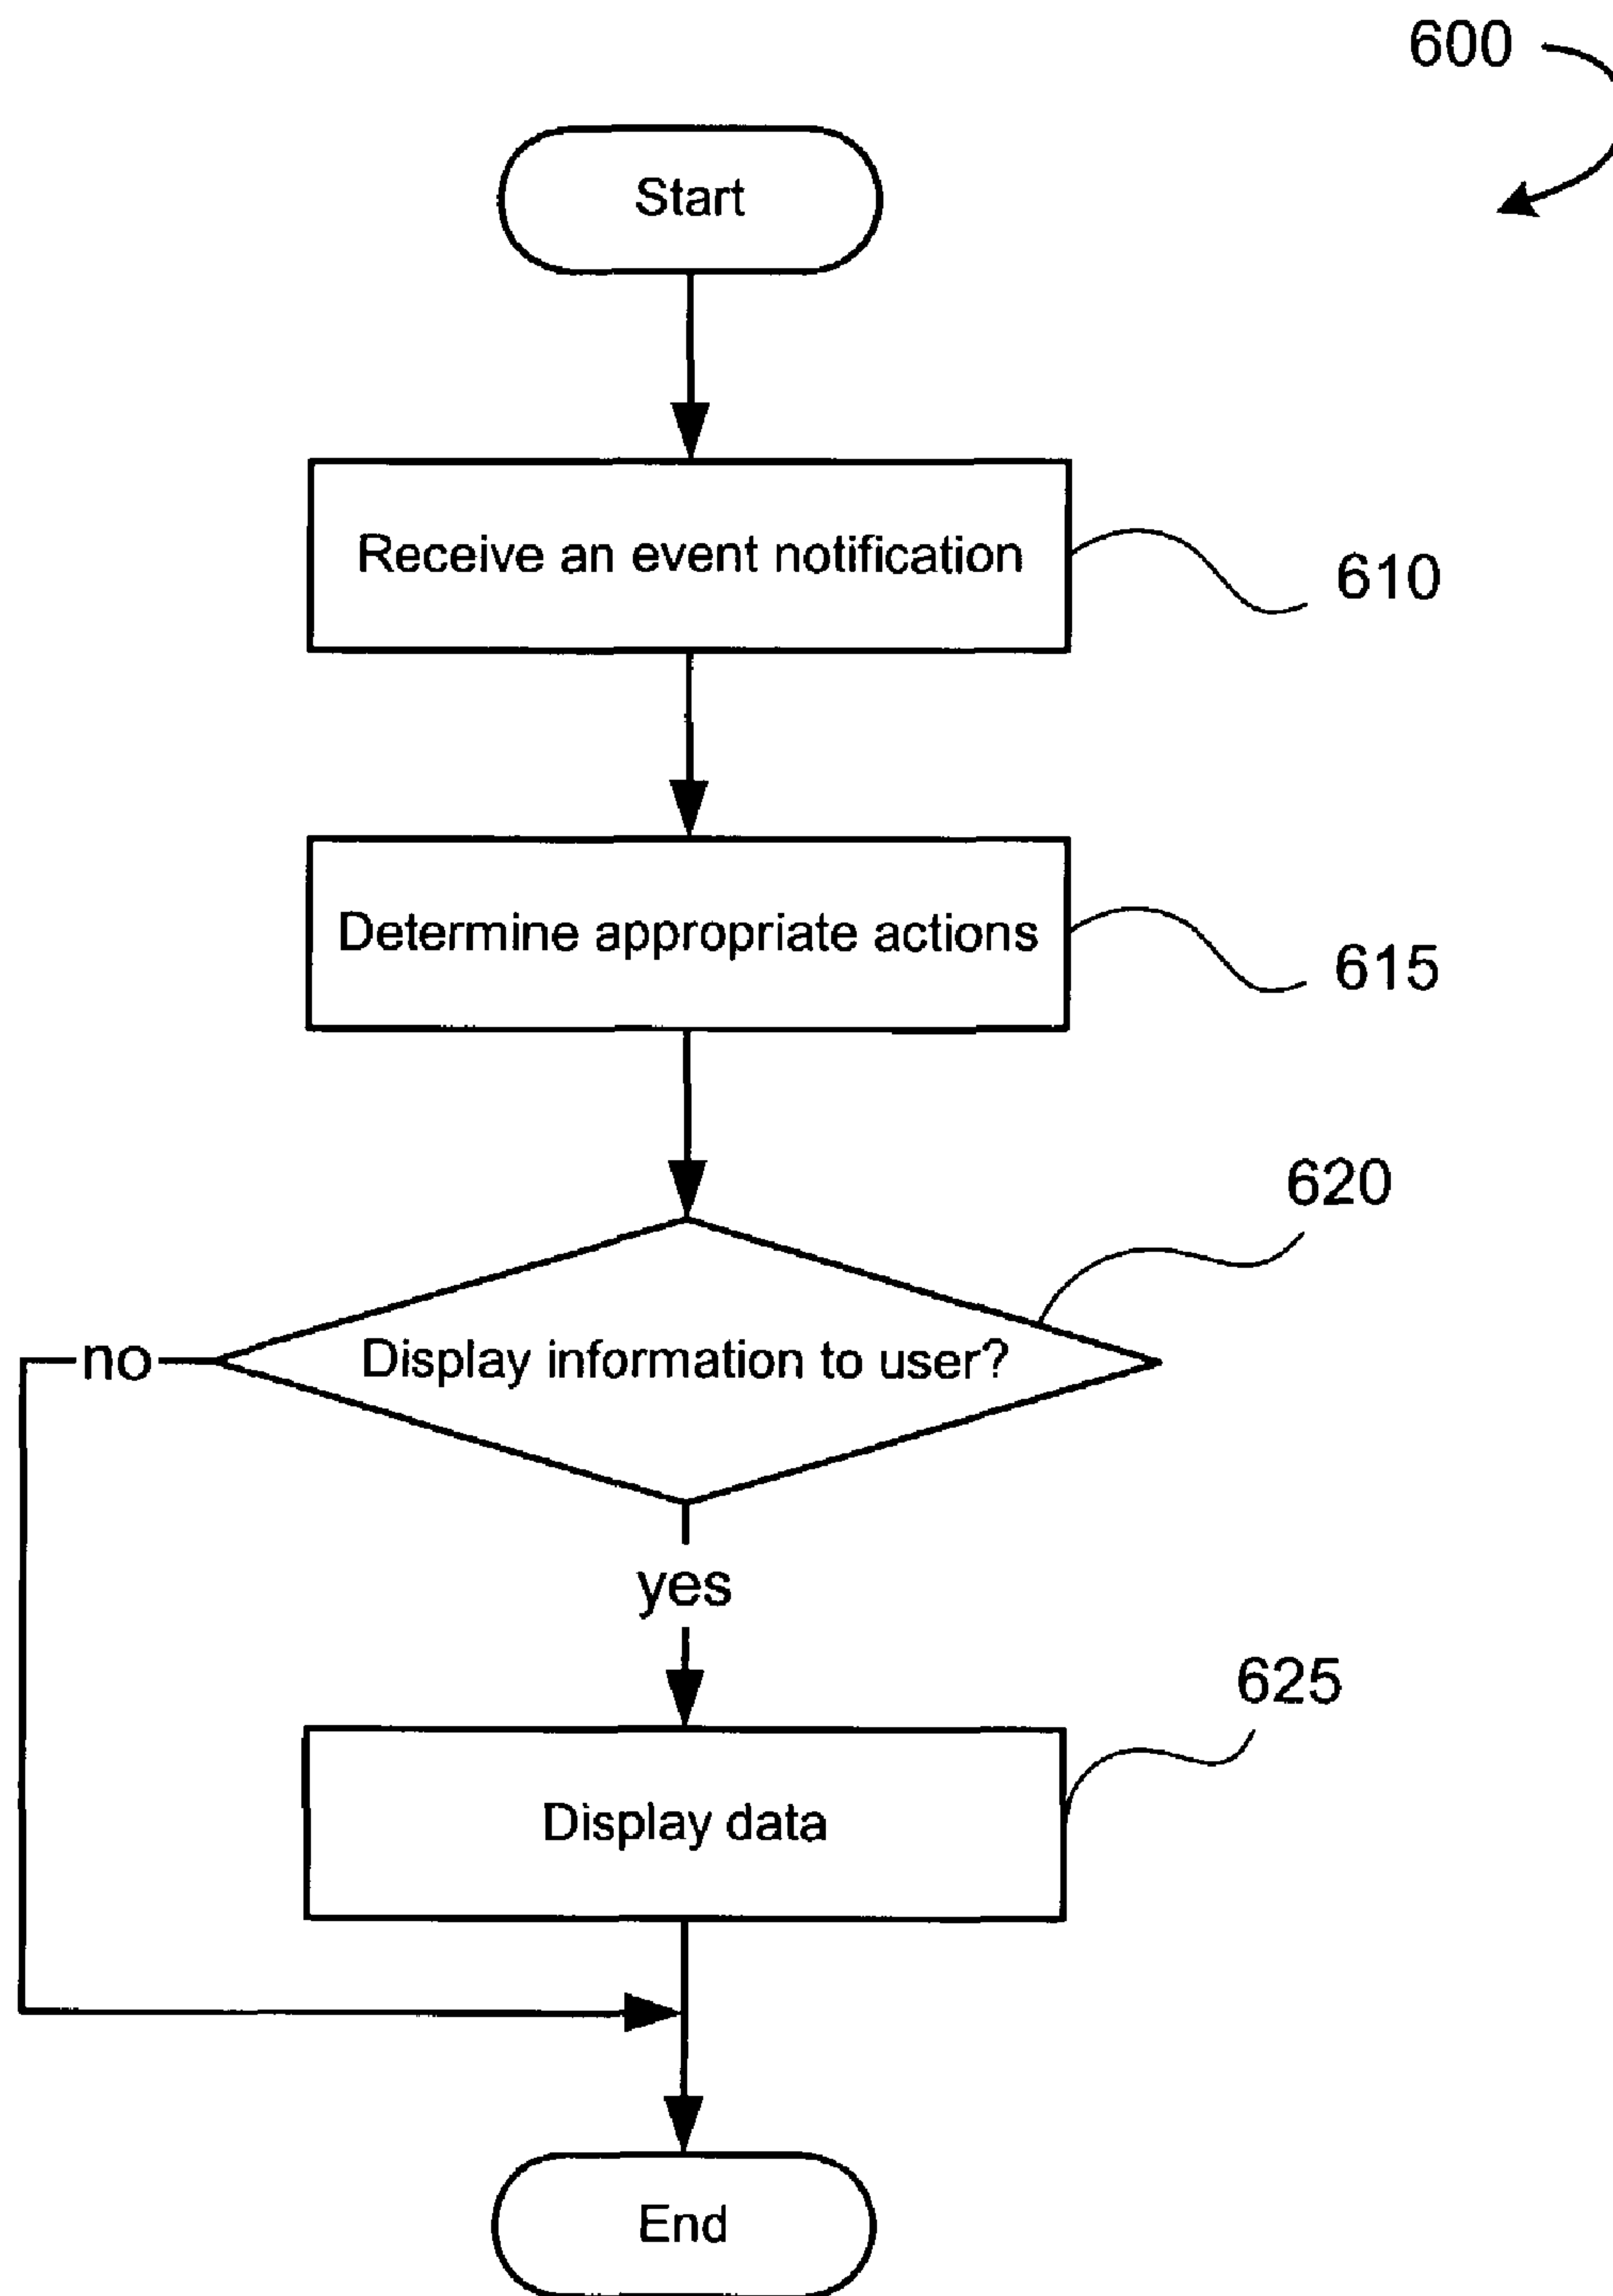 600
Start
Receive an event notification
610
Determine appropriate actions
615
620
Display information to user?
no
yes
625
Display data
End